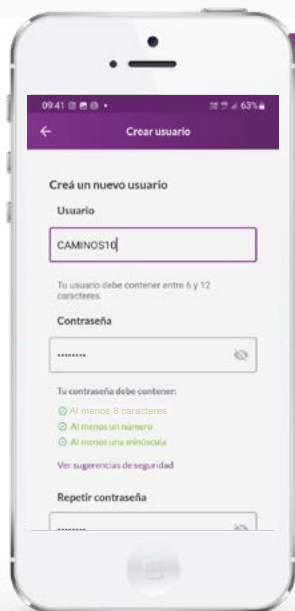 09:41
63%
Crear usuario
Creá un nuevo usuario
Usuario
CAMINOS10
Tu usuario debe contener entre 6 y 12
caracteres.
Contraseña
••••••••
Tu contraseña debe contener:
Al menos 8 caracteres
Al menos un número
Al menos una minúscula
Ver sugerencias de seguridad
Repetir contraseña